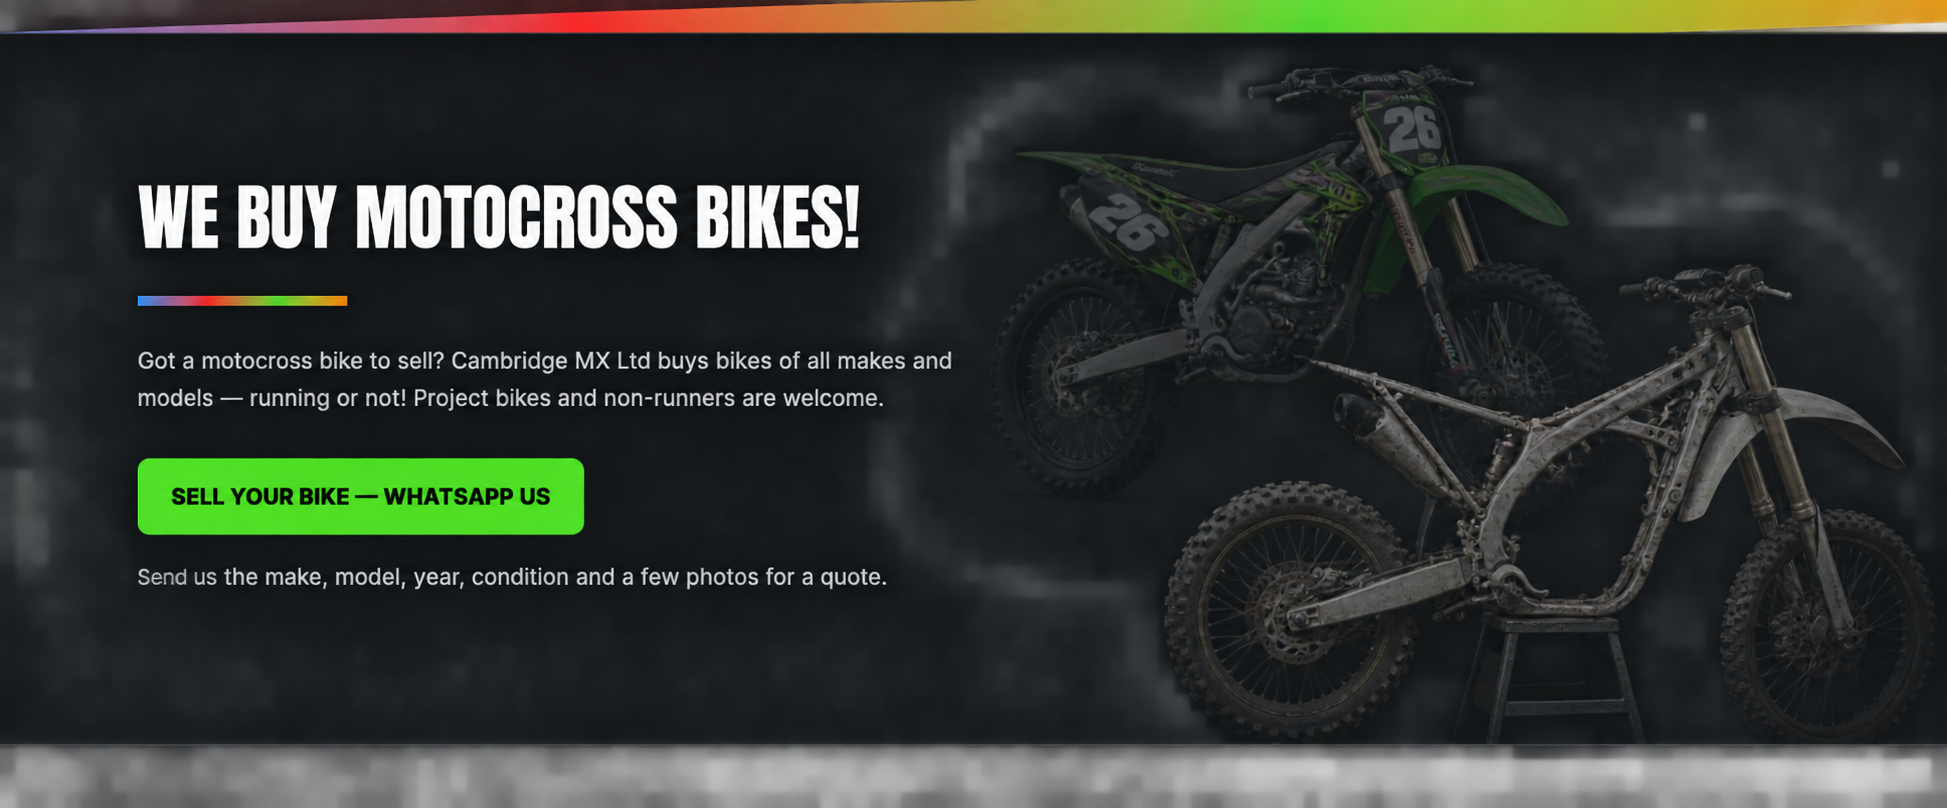 WE BUY MOTOCROSS BIKES!
Got a motocross bike to sell? Cambridge MX Ltd buys bikes of all makes and
models — running or not! Project bikes and non-runners are welcome.
SELL YOUR BIKE — WHATSAPP US
Send us the make, model, year, condition and a few photos for a quote.
26
26